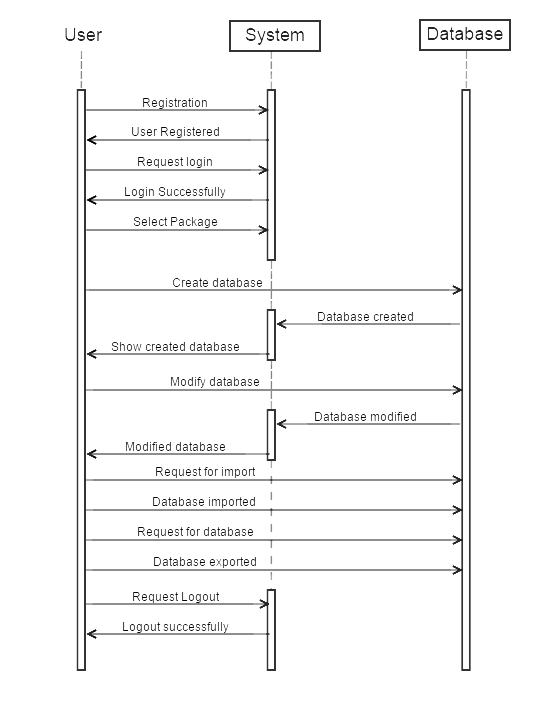 User
System
Database
Registration
User Registered
Request login
Login Successfully
Select Package
Create database
Database created
Show created database
Modify database
Database modified
Modified database
Request for import
Database imported
Request for database
Database exported
Request Logout
Logout successfully